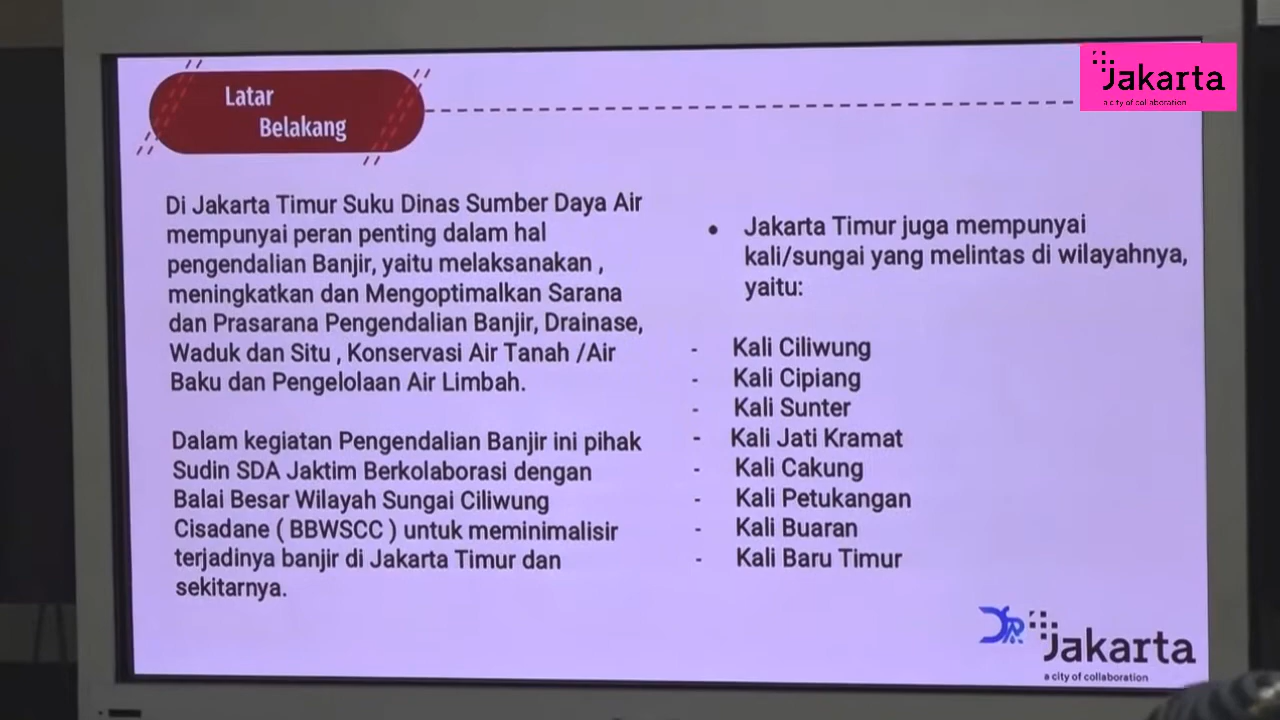 Jakarta
a city of collaboration
Latar
Belakang
Di Jakarta Timur Suku Dinas Sumber Daya Air
mempunyai peran penting dalam hal
pengendalian Banjir, yaitu melaksanakan ,
meningkatkan dan Mengoptimalkan Sarana
dan Prasarana Pengendalian Banjir, Drainase,
Waduk dan Situ , Konservasi Air Tanah /Air
Baku dan Pengelolaan Air Limbah.
Dalam kegiatan Pengendalian Banjir ini pihak
Sudin SDA Jaktim Berkolaborasi dengan
Balai Besar Wilayah Sungai Ciliwung
Cisadane ( BBWSCC ) untuk meminimalisir
terjadinya banjir di Jakarta Timur dan
sekitarnya.
• Jakarta Timur juga mempunyai
kali/sungai yang melintas di wilayahnya,
yaitu:
- Kali Ciliwung
- Kali Cipiang
- Kali Sunter
- Kali Jati Kramat
- Kali Cakung
- Kali Petukangan
- Kali Buaran
- Kali Baru Timur
Jakarta
a city of collaboration